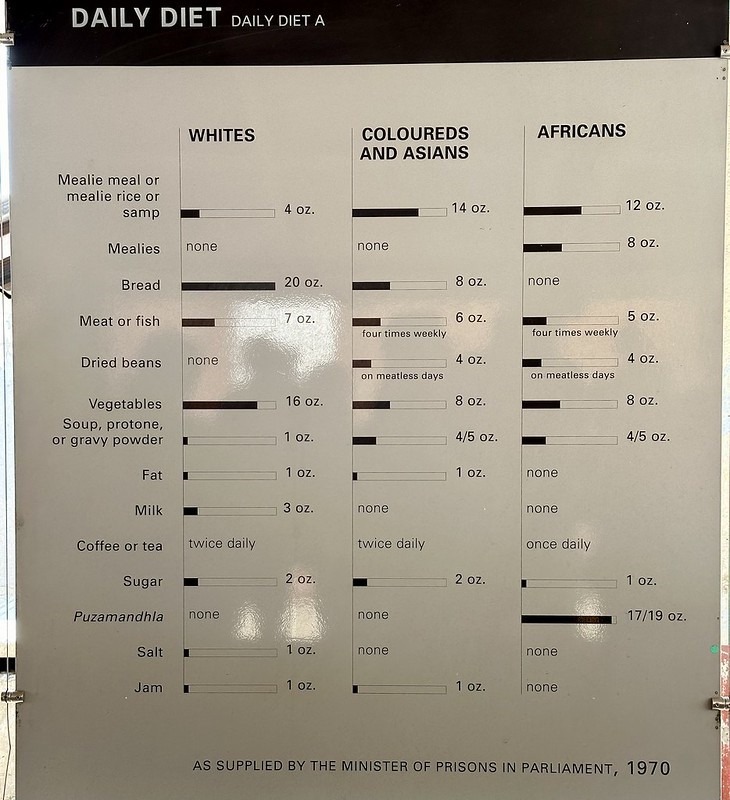 DAILY DIET DAILY DIET A
WHITES
COLOUREDS
AND ASIANS
AFRICANS
Mealie meal or
mealie rice or
samp 4 oz. 14 oz. 12 oz.
Mealies none none 8 oz.
Bread 20 oz. 8 oz. none
Meat or fish 7 oz. 6 oz. 5 oz.
four times weekly four times weekly
Dried beans none 4 oz. 4 oz.
on meatless days on meatless days
Vegetables 16 oz. 8 oz. 8 oz.
Soup, protone,
or gravy powder 1 oz. 4/5 oz. 4/5 oz.
Fat 1 oz. 1 oz. none
Milk 3 oz. none none
Coffee or tea twice daily twice daily once daily
Sugar 2 oz. 2 oz. 1 oz.
Puzamandhla none none 17/19 oz.
Salt 1 oz. none none
Jam 1 oz. 1 oz. none
AS SUPPLIED BY THE MINISTER OF PRISONS IN PARLIAMENT, 1970